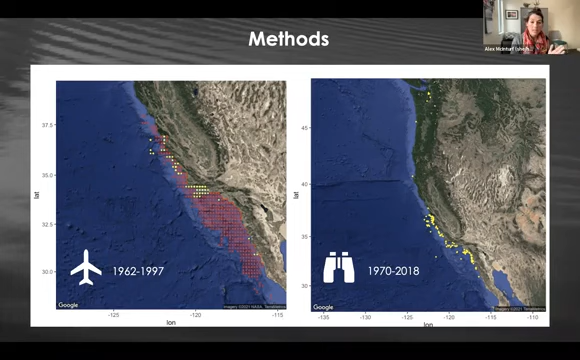 Methods
Alex McInturf (she/h
37.5
35.0
32.5
30.0
lat
-125
-120
-115
lon
1962-1997
Google
Imagery ©2021 NASA, TerraMetrics
45
40
35
30
lat
-135
-130
-125
-120
-115
-110
lon
1970-2018
Google
Imagery ©2021 TerraMetrics